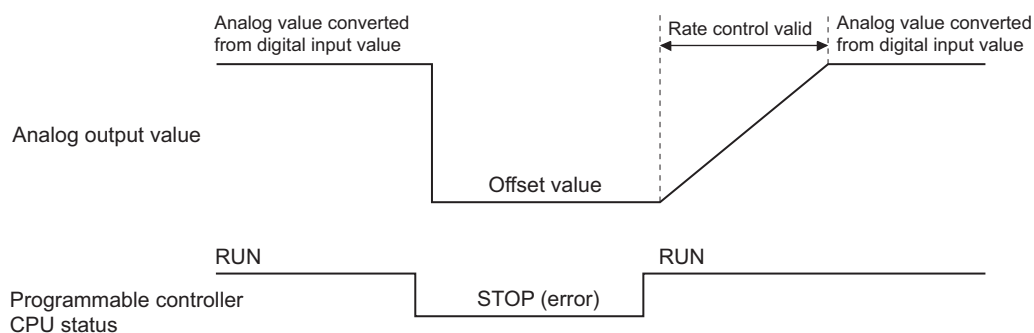 Analog value converted
from digital input value
Rate control valid
Analog value converted
from digital input value
Analog output value
Offset value
RUN
RUN
STOP (error)
Programmable controller
CPU status